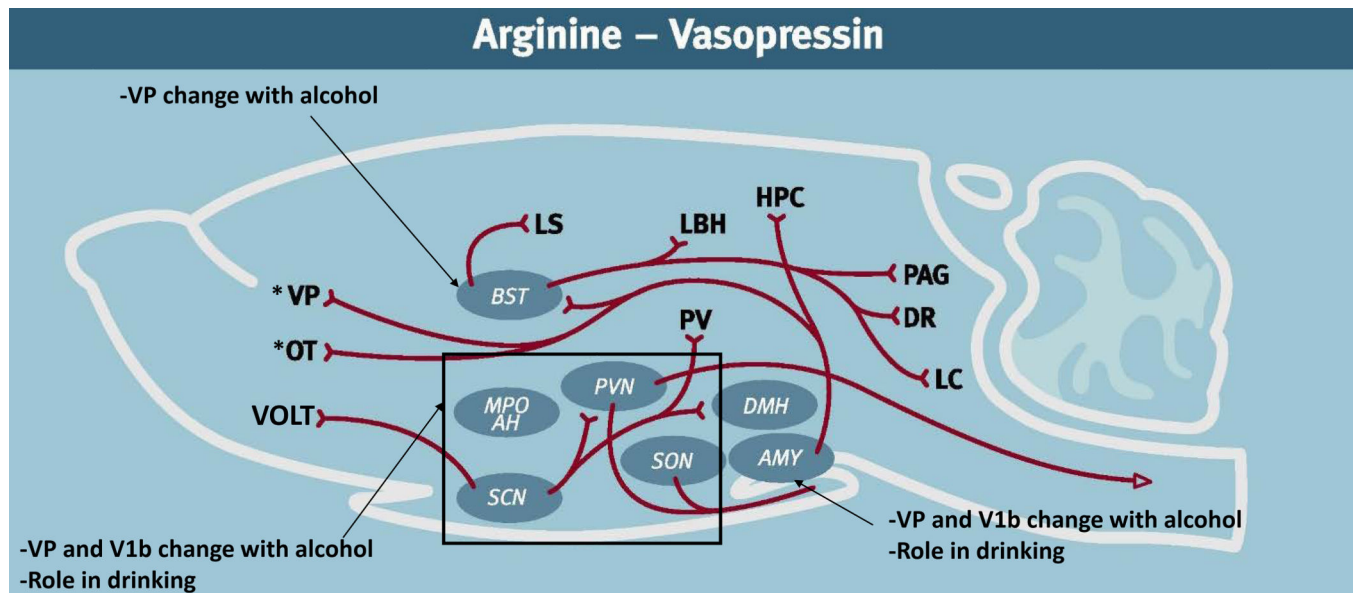 Arginine – Vasopressin
-VP change with alcohol
HPC
LS
LBH
PAG
BST
*VP
DR
PV
*OT
LC
PVN
MPO
AH
DMH
VOLT
SON
AMY
SCN
-VP and V1b change with alcohol
-Role in drinking
-VP and V1b change with alcohol
-Role in drinking